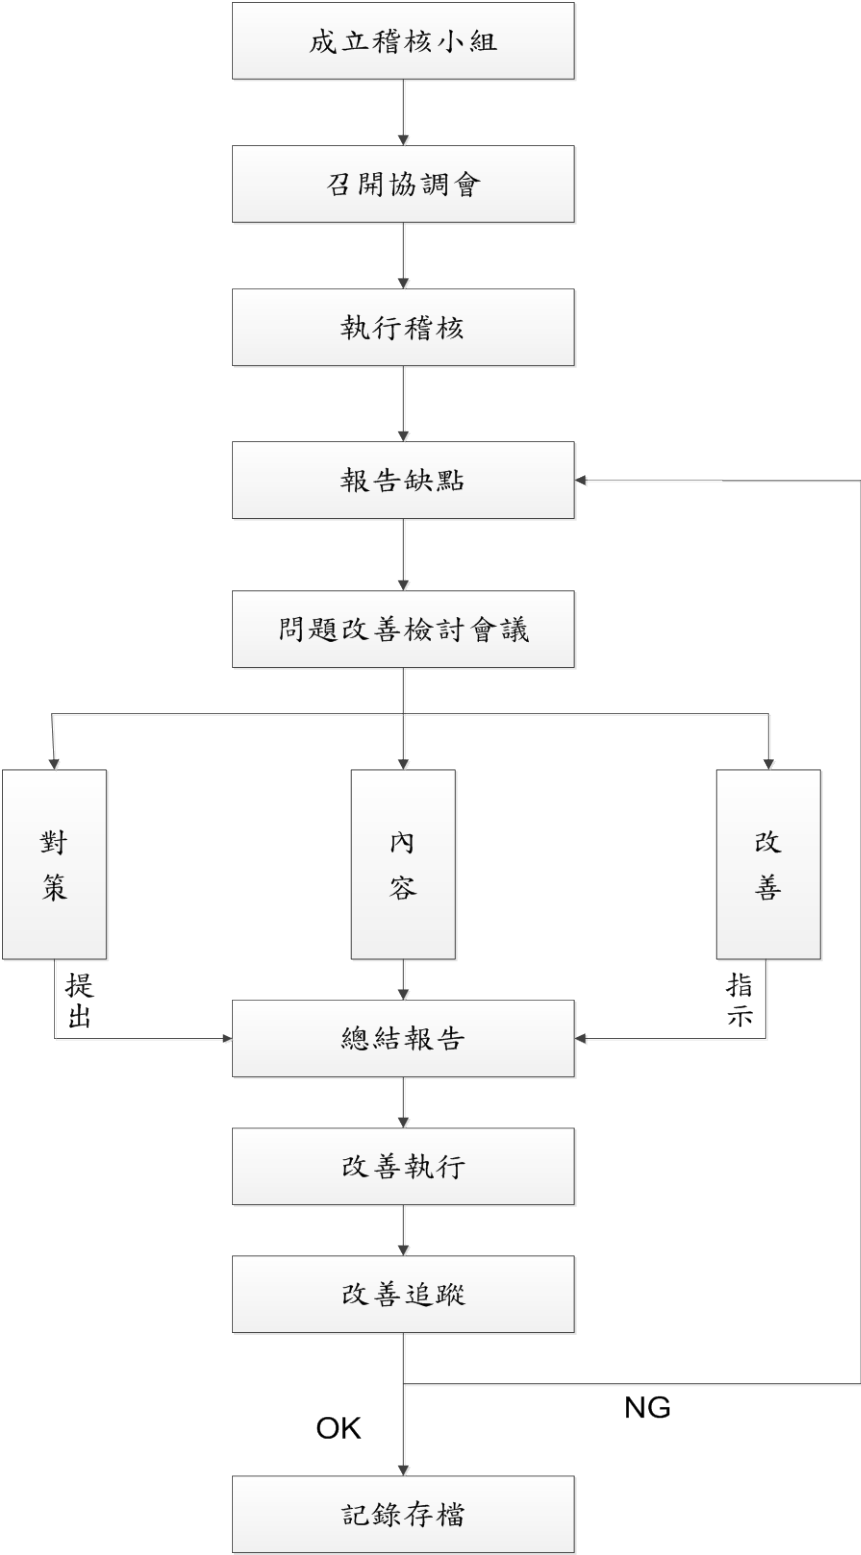 成立稽核小組
召開協調會
執行稽核
報告缺點
問題改善檢討會議
對策
內容
改善
提出
指示
總結報告
改善執行
改善追蹤
NG
OK
記錄存檔